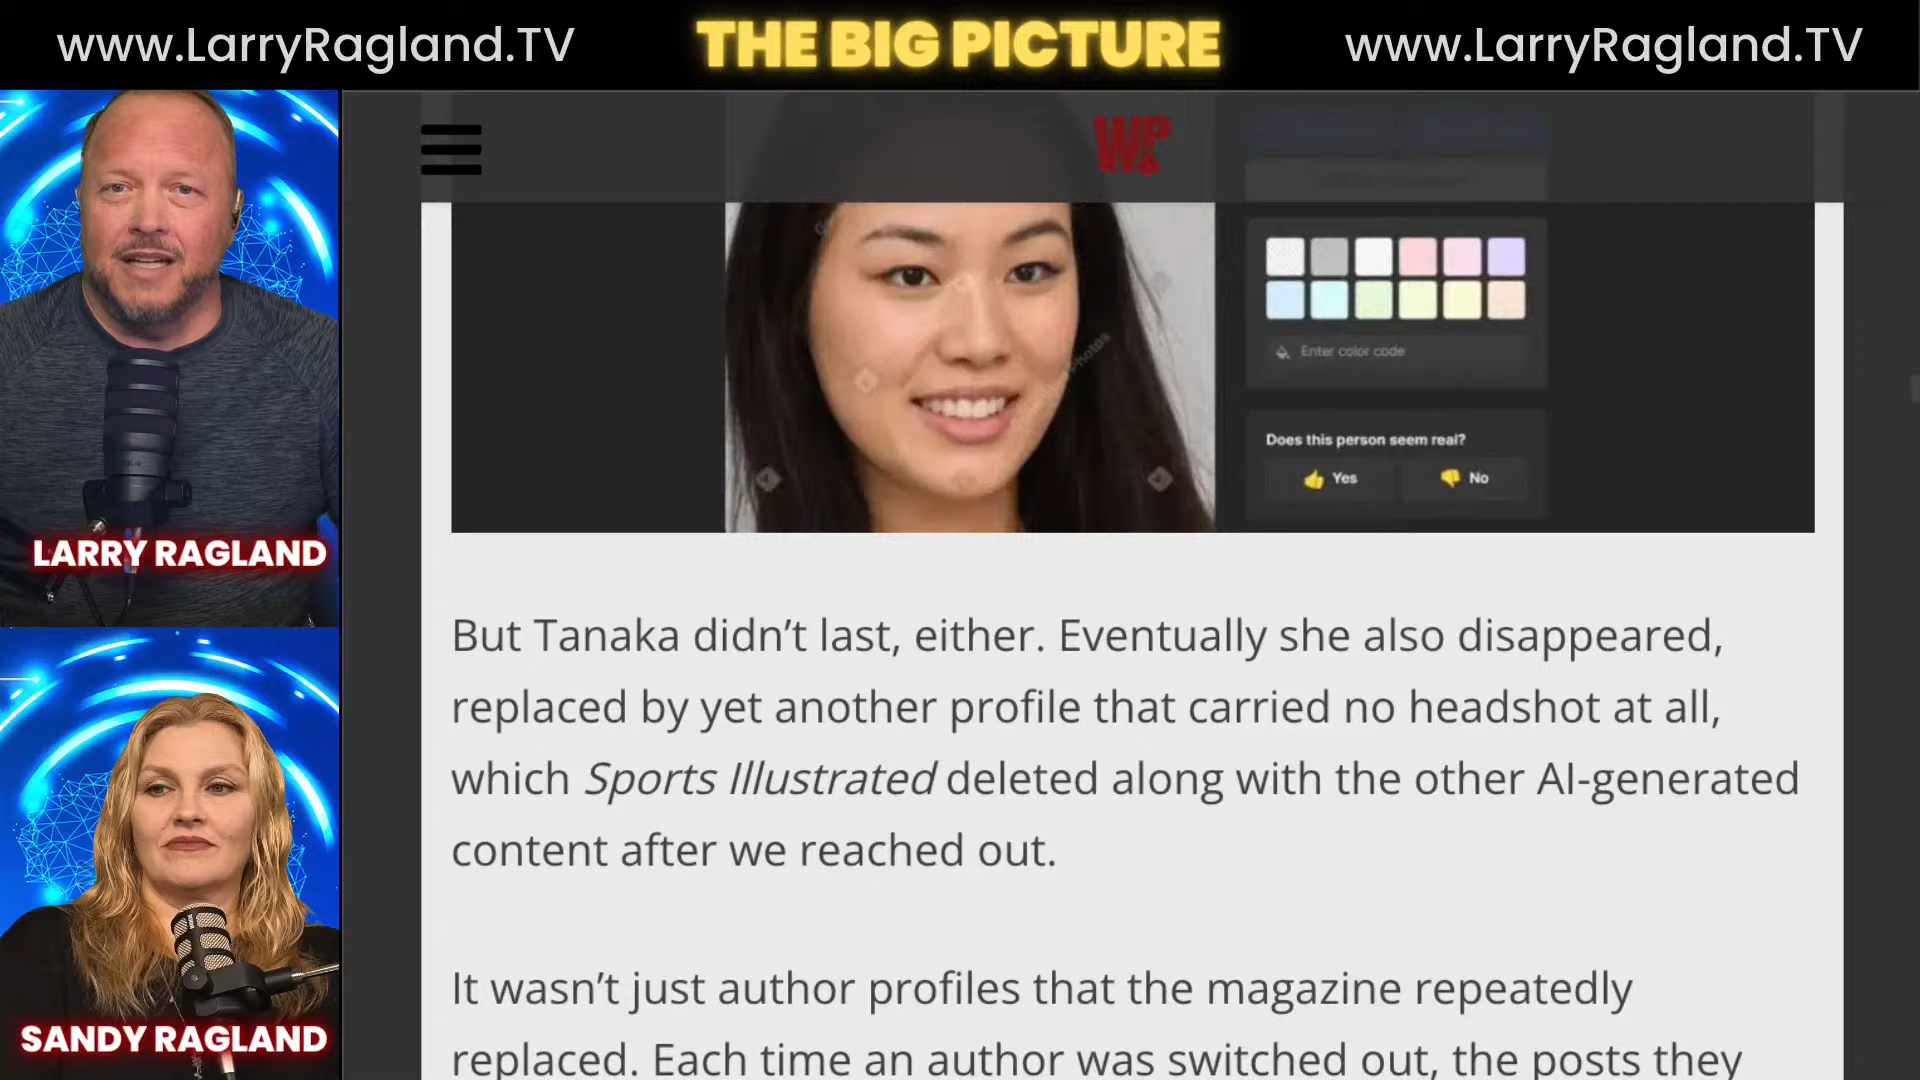 www.LarryRagland.TV
THE BIG PICTURE
www.LarryRagland.TV
Enter color code
Does this person seem real?
👍 Yes
👎 No
LARRY RAGLAND
But Tanaka didn’t last, either. Eventually she also disappeared,
replaced by yet another profile that carried no headshot at all,
which Sports Illustrated deleted along with the other AI-generated
content after we reached out.
SANDY RAGLAND
It wasn’t just author profiles that the magazine repeatedly
replaced. Each time an author was switched out, the posts they